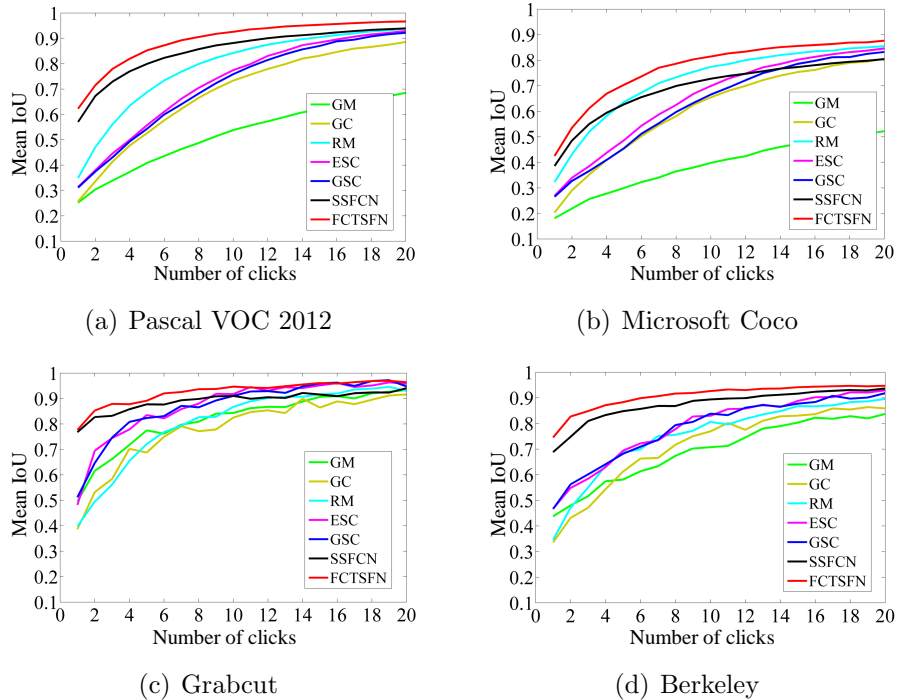 Mean IoU
1
0.9
0.8
0.7
0.6
0.5
0.4
0.3
0.2
0.1
0 2 4 6 8 10 12 14 16 18 20
Number of clicks
GM
GC
RM
ESC
GSC
SSFCN
FCTSFN
(a) Pascal VOC 2012
Mean IoU
1
0.9
0.8
0.7
0.6
0.5
0.4
0.3
0.2
0.1
0 2 4 6 8 10 12 14 16 18 20
Number of clicks
GM
GC
RM
ESC
GSC
SSFCN
FCTSFN
(b) Microsoft Coco
Mean IoU
1
0.9
0.8
0.7
0.6
0.5
0.4
0.3
0.2
0.1
0 2 4 6 8 10 12 14 16 18 20
Number of clicks
GM
GC
RM
ESC
GSC
SSFCN
FCTSFN
(c) Grabcut
Mean IoU
1
0.9
0.8
0.7
0.6
0.5
0.4
0.3
0.2
0.1
0 2 4 6 8 10 12 14 16 18 20
Number of clicks
GM
GC
RM
ESC
GSC
SSFCN
FCTSFN
(d) Berkeley